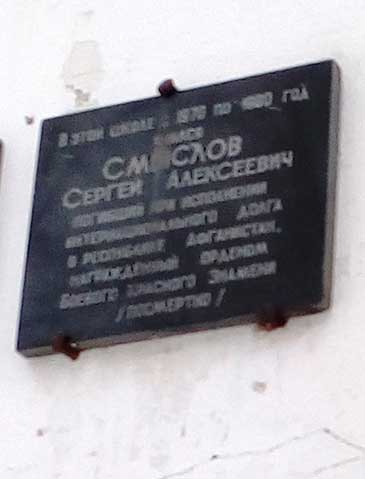 В этой школе с 1970 по 1980 год
СМЫСЛОВ
СЕРГЕЙ АЛЕКСЕЕВИЧ
ПОГИБШИЙ ПРИ ИСПОЛНЕНИИ
ИНТЕРНАЦИОНАЛЬНОГО ДОЛГА
В РЕСПУБЛИКЕ АФГАНИСТАН,
НАГРАЖДЕННЫЙ ОРДЕНОМ
БОЕВОГО КРАСНОГО ЗНАМЕНИ
/ПОСМЕРТНО/